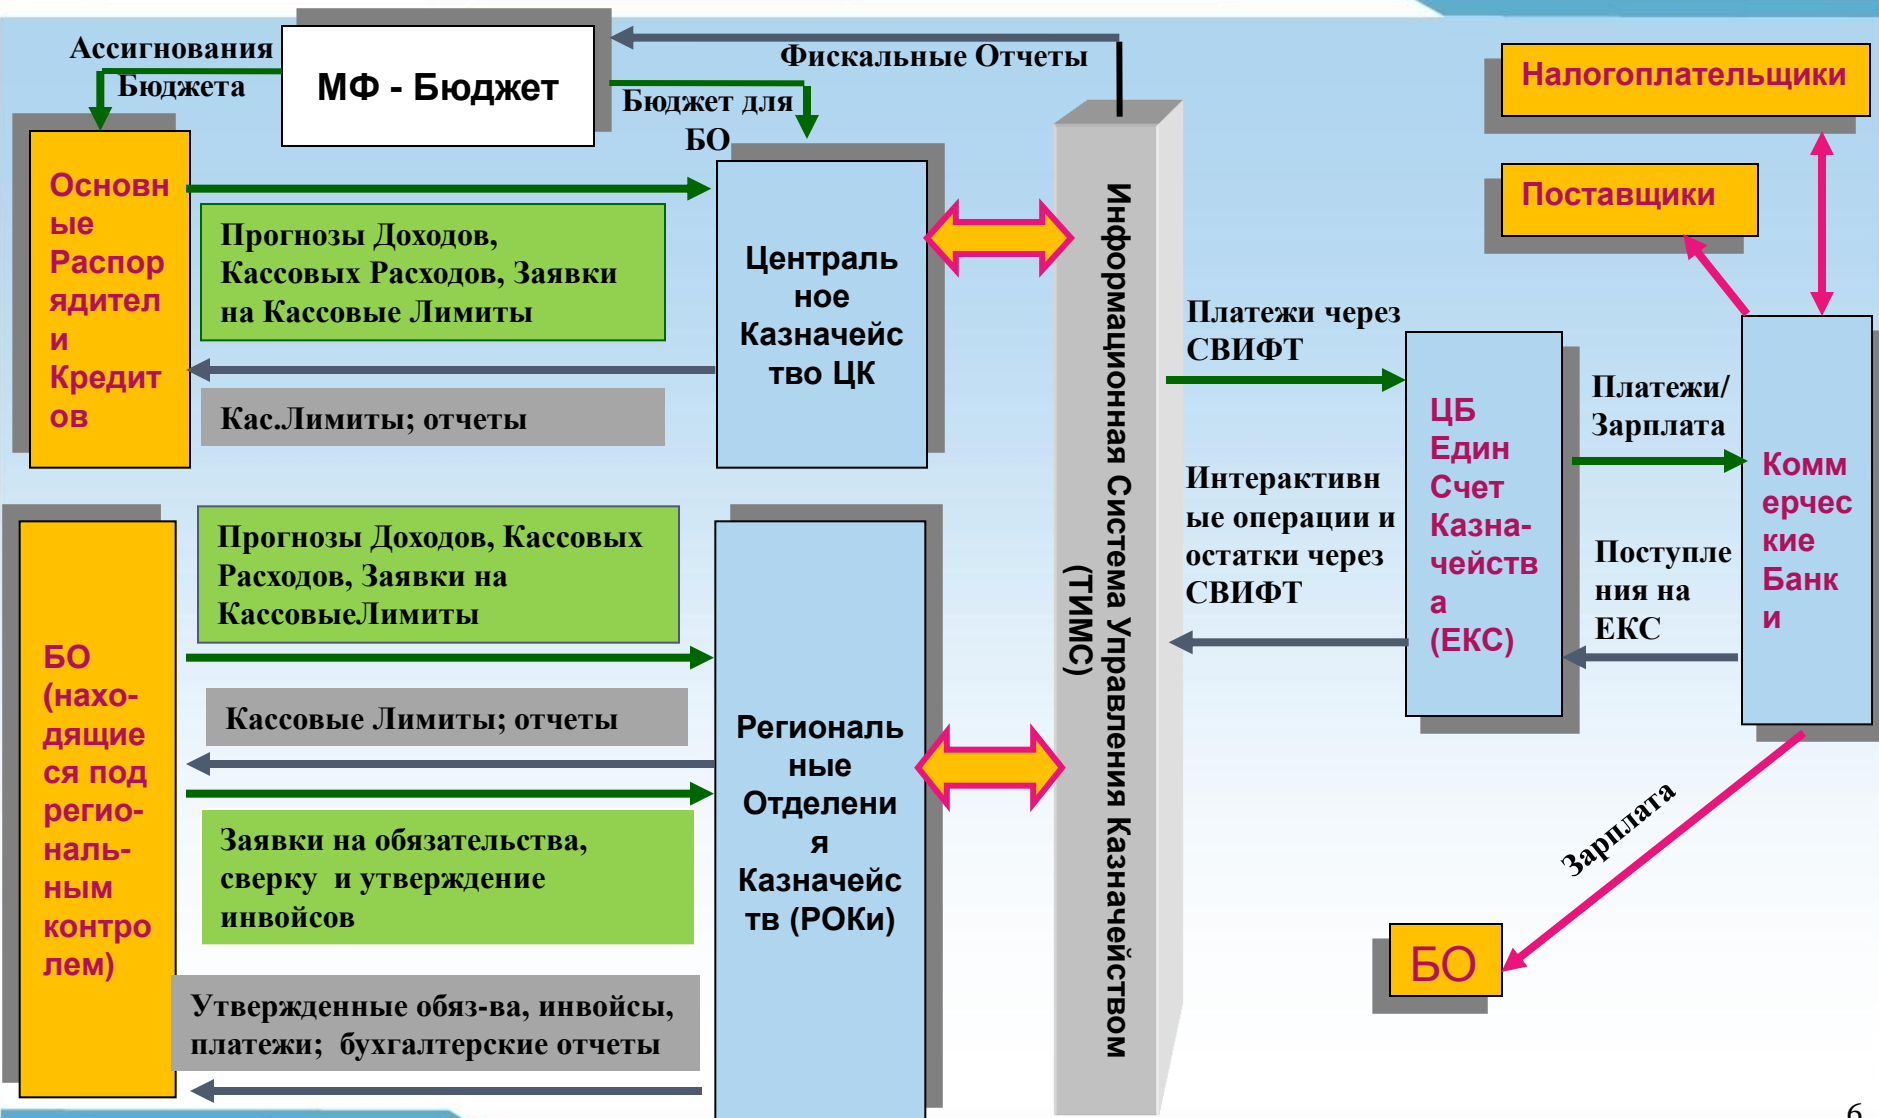 Ассигнования
Бюджета
МФ - Бюджет
Фискальные Отчеты
Бюджет для
БО
Налогоплательщики
Поставщики
Основн
ые
Распор
ядител
и
Кредит
ов
Прогнозы Доходов,
Кассовых Расходов, Заявки
на Кассовые Лимиты
Кас.Лимиты; отчеты
Централь
ное
Казначейс
тво ЦК
Информационная Система Управления Казначейством
(ТИМС)
Платежи через
СВИФТ
Интерактивн
ые операции и
остатки через
СВИФТ
ЦБ
Един
Счет
Казна-
чейств
а
(ЕКС)
Платежи/
Зарплата
Поступле
ния на
ЕКС
Комм
ерчес
кие
Банк
и
БО
(нахо-
дящие
ся под
регио-
наль-
ным
контро
лем)
Прогнозы Доходов, Кассовых
Расходов, Заявки на
КассовыеЛимиты
Кассовые Лимиты; отчеты
Заявки на обязательства,
сверку и утверждение
инвойсов
Утвержденные обяз-ва, инвойсы,
платежи; бухгалтерские отчеты
Региональ
ные
Отделени
я
Казначейс
тв (РОКи)
Зарплата
БО
6